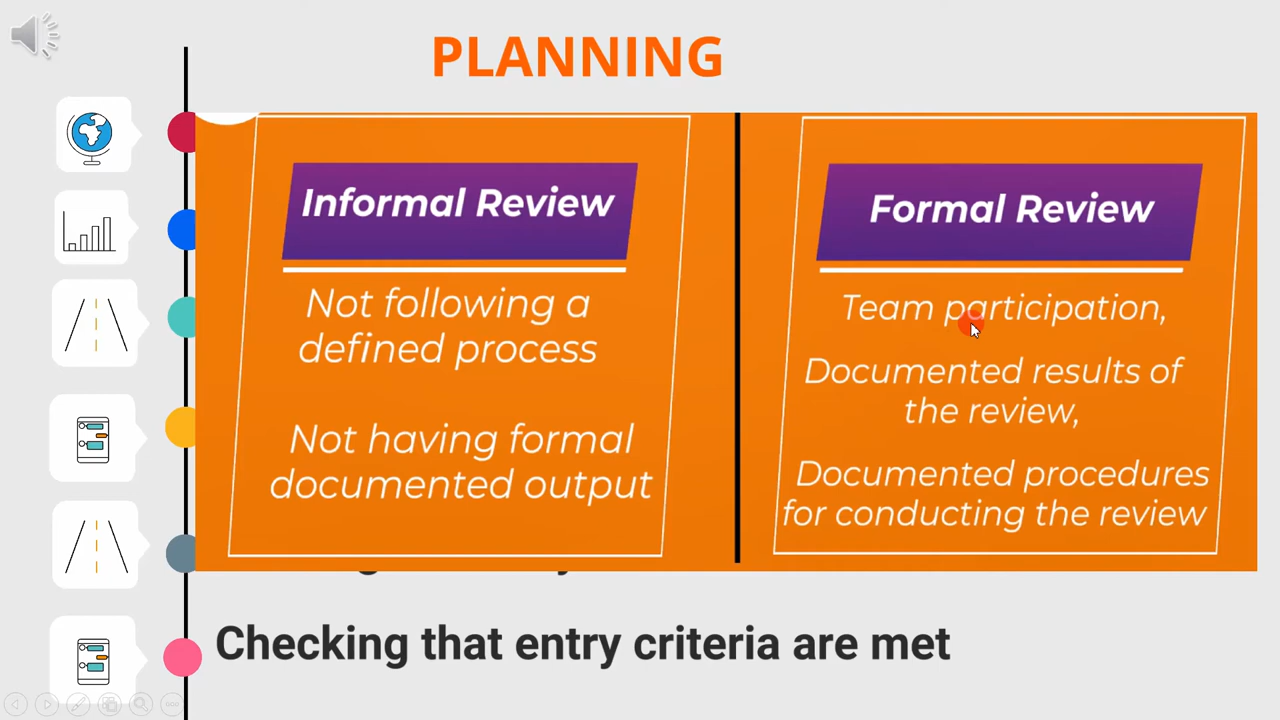 PLANNING
Informal Review
Not following a
defined process
Not having formal
documented output
Formal Review
Team participation,
Documented results of
the review,
Documented procedures
for conducting the review
Checking that entry criteria are met